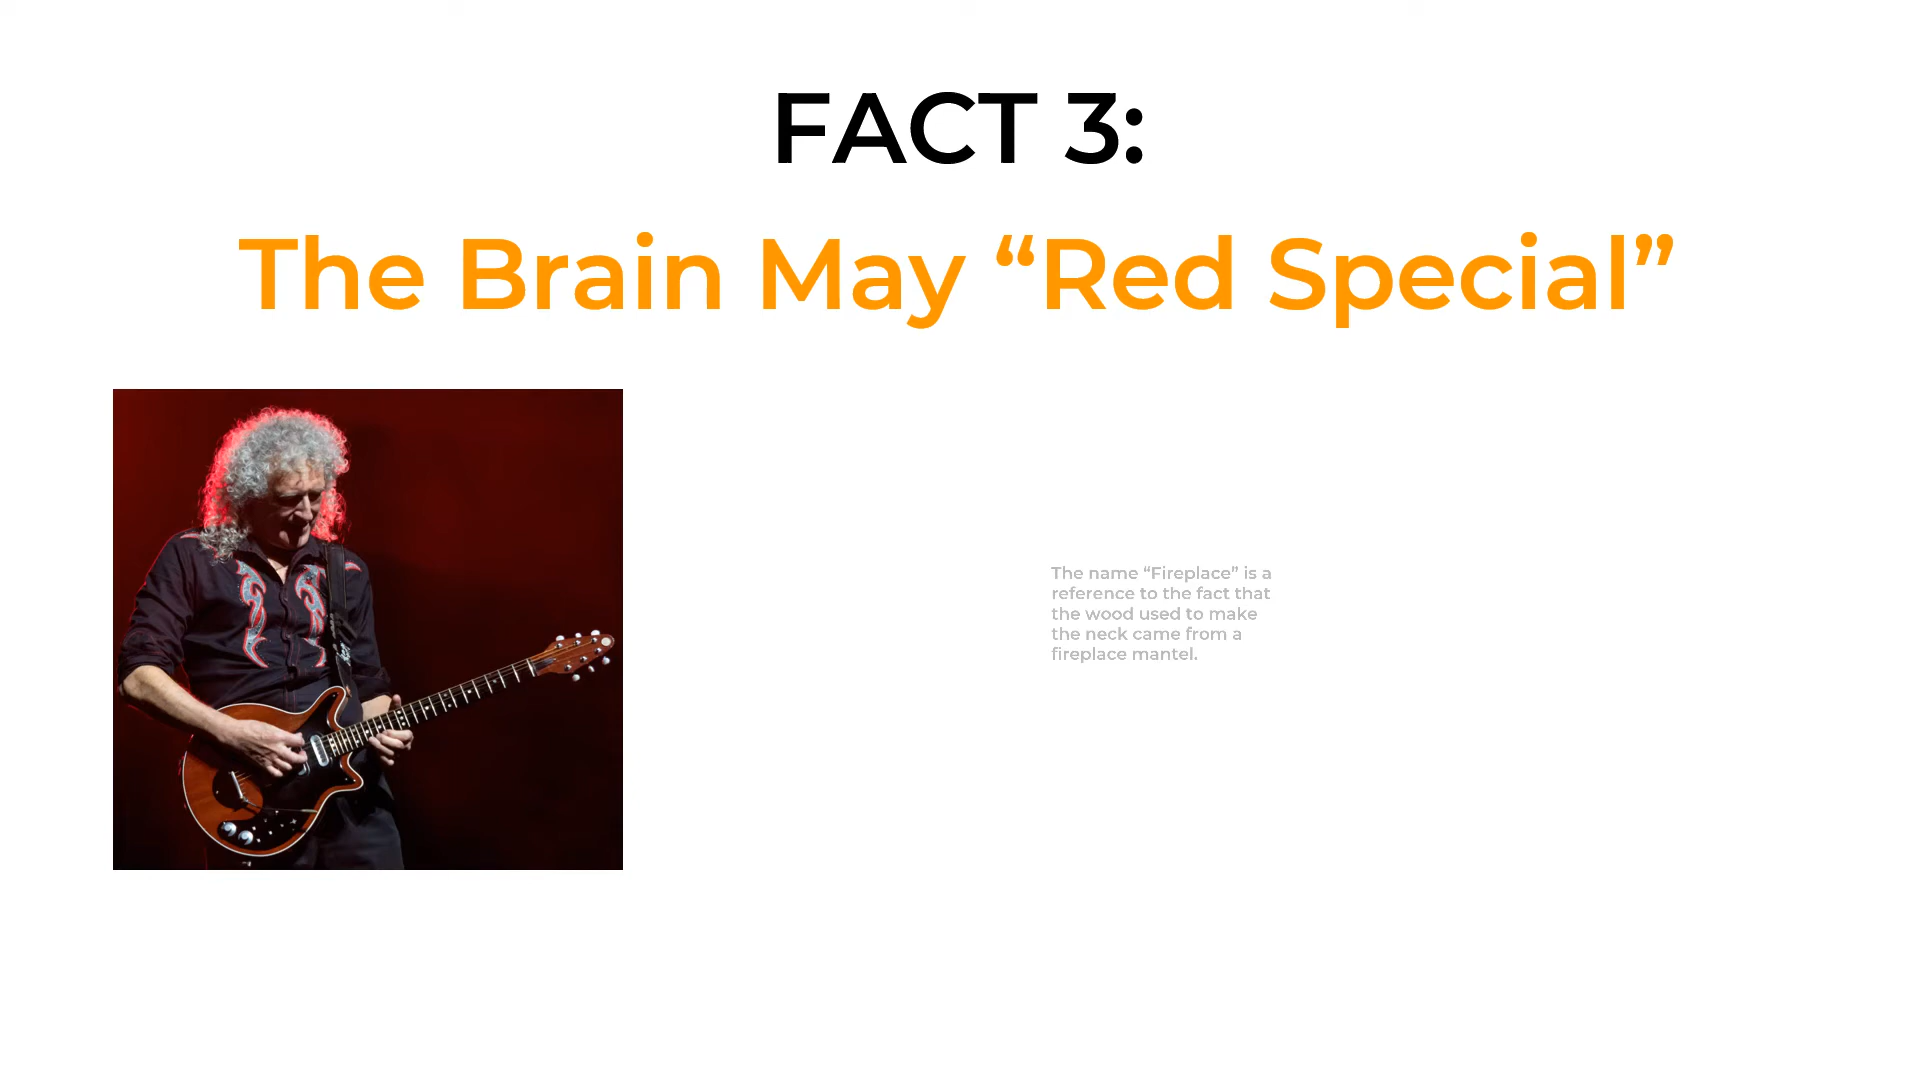 FACT 3:
The Brain May “Red Special”
The name “Fireplace” is a
reference to the fact that
the wood used to make
the neck came from a
fireplace mantel.